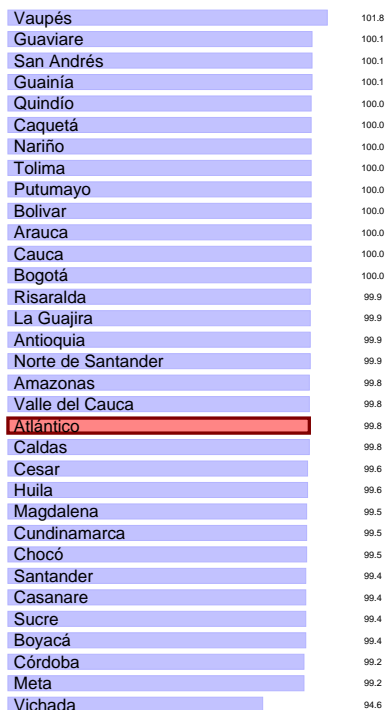 Vaupés 101.8
Guaviare 100.1
San Andrés 100.1
Guainía 100.1
Quindío 100.0
Caquetá 100.0
Nariño 100.0
Tolima 100.0
Putumayo 100.0
Bolivar 100.0
Arauca 100.0
Cauca 100.0
Bogotá 100.0
Risaralda 99.9
La Guajira 99.9
Antioquia 99.9
Norte de Santander 99.9
Amazonas 99.8
Valle del Cauca 99.8
Atlántico 99.8
Caldas 99.8
Cesar 99.6
Huila 99.6
Magdalena 99.5
Cundinamarca 99.5
Chocó 99.5
Santander 99.4
Casanare 99.4
Sucre 99.4
Boyacá 99.4
Córdoba 99.2
Meta 99.2
Vichada 94.6